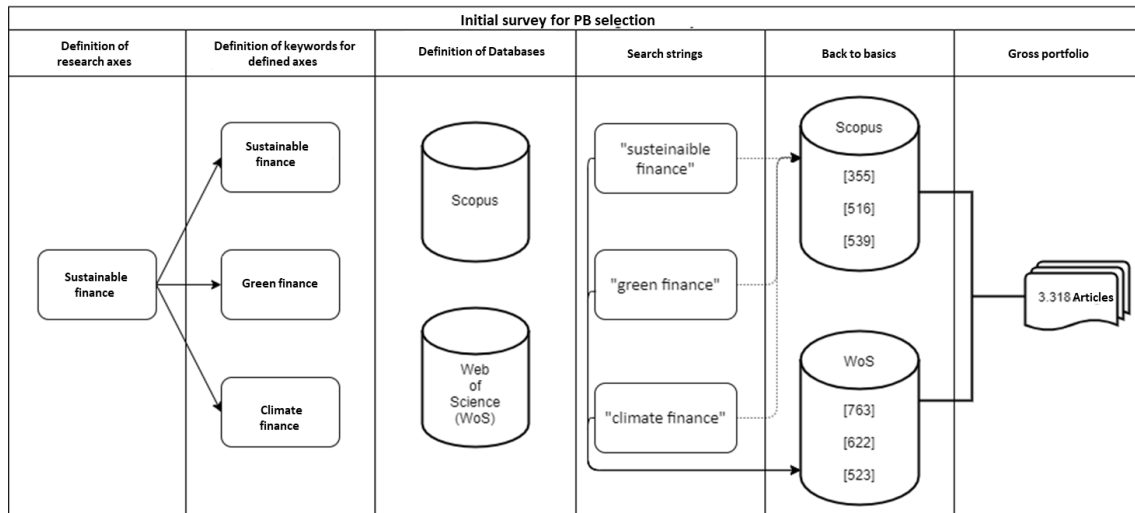 Initial survey for PB selection
Definition of
research axes
Definition of keywords for
defined axes
Definition of Databases
Search strings
Back to basics
Gross portfolio
Sustainable
finance
Sustainable
finance
Green finance
Climate
finance
Scopus
Web
of
Science
(WoS)
"susteinaible
finance"
"green finance"
"climate finance"
Scopus
[355]
[516]
[539]
WoS
[763]
[622]
[523]
3.318 Articles